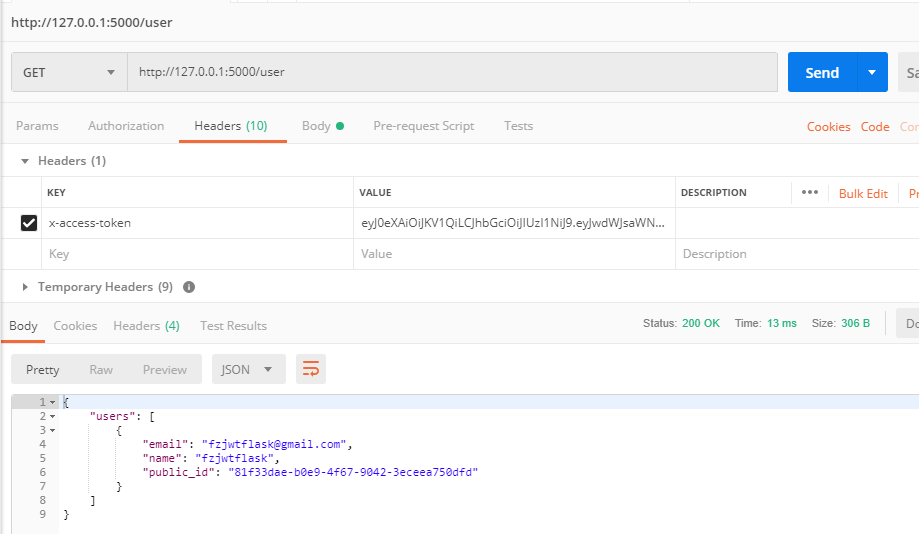 http://127.0.0.1:5000/user
GET http://127.0.0.1:5000/user Send Sa
Params Authorization Headers (10) Body Pre-request Script Tests Cookies Code Con
Headers (1)
KEY VALUE DESCRIPTION ••• Bulk Edit Pr
x-access-token eyJ0eXAiOiJKV1QiLCJhbGciOiJIUzI1NiJ9.eyJwdWJsaWN...
Key Value Description
Temporary Headers (9)
Body Cookies Headers (4) Test Results Status: 200 OK Time: 13 ms Size: 306 B Do
Pretty Raw Preview JSON
1 {
2 "users": [
3 {
4 "email": "fzjwtflask@gmail.com",
5 "name": "fzjwtflask",
6 "public_id": "81f33dae-b0e9-4f67-9042-3eceea750dfd"
7 }
8 ]
9 }